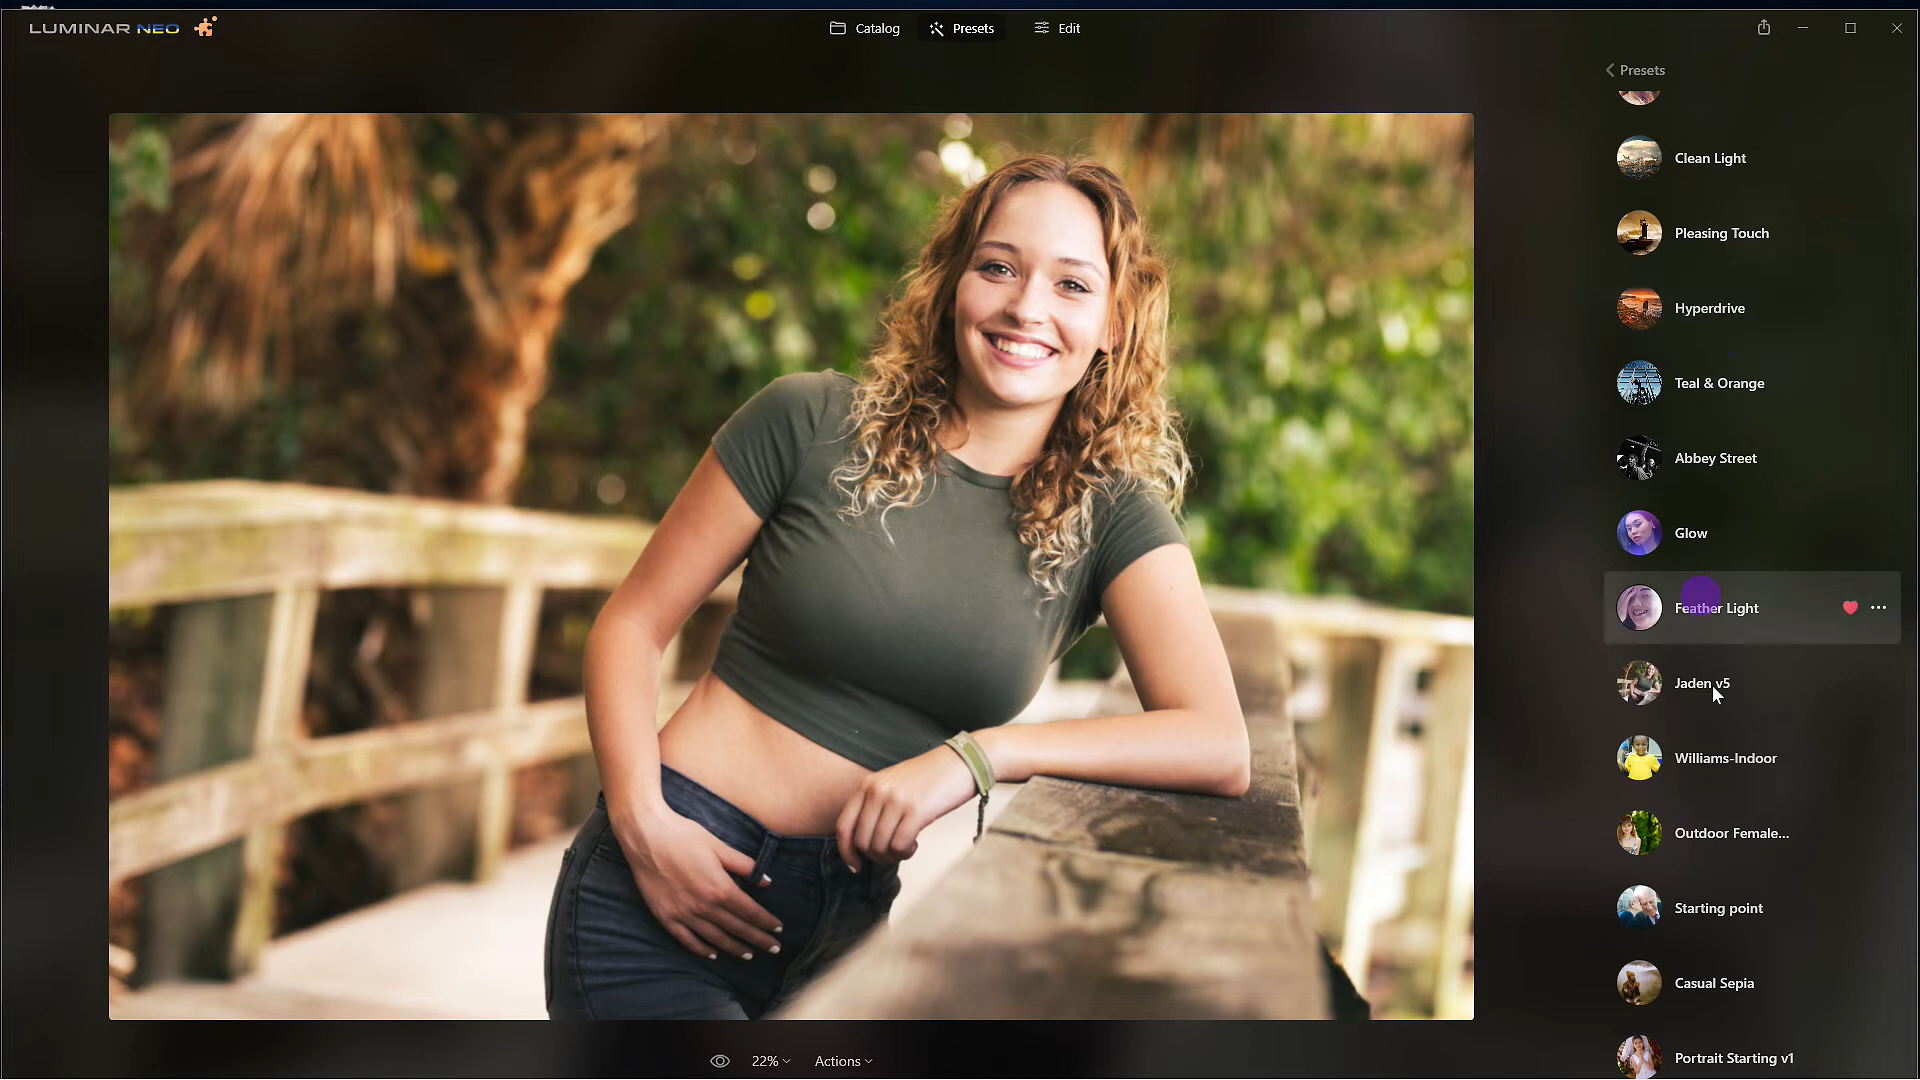 LUMINAR NEO
Catalog
Presets
Edit
Presets
Clean Light
Pleasing Touch
Hyperdrive
Teal & Orange
Abbey Street
Glow
Feather Light
Jaden v5
Williams-Indoor
Outdoor Female...
Starting point
Casual Sepia
Portrait Starting v1
22%
Actions